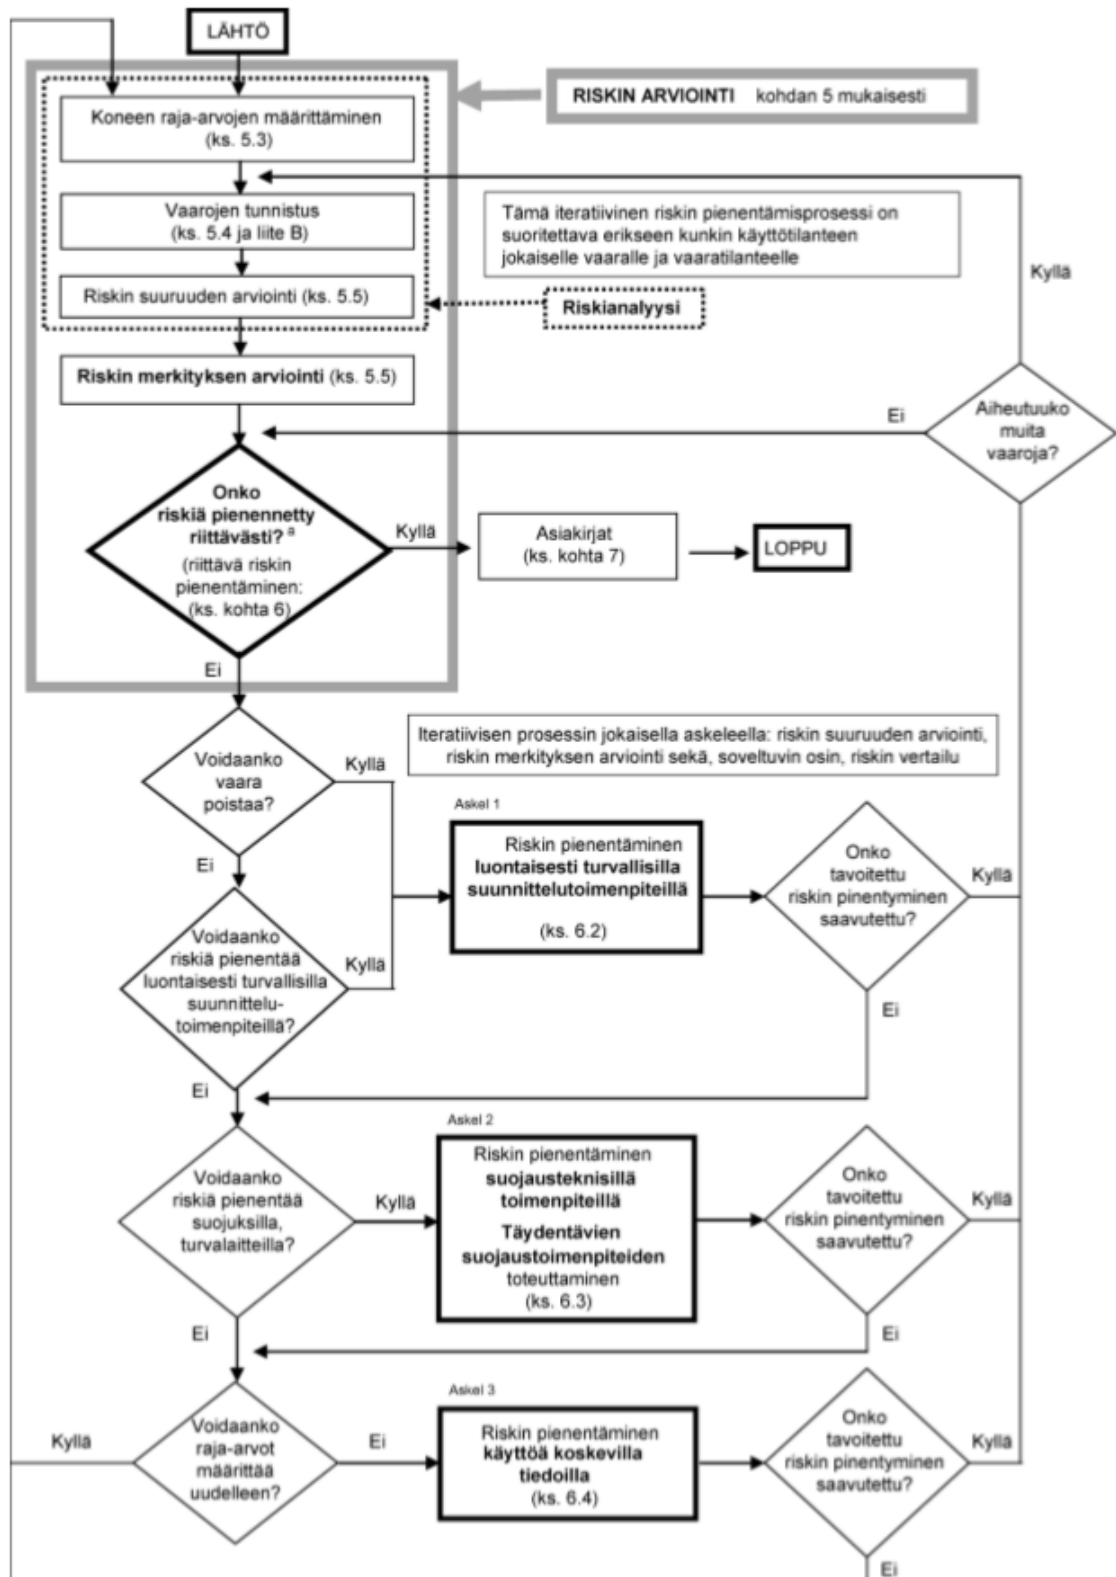 LÄHTÖ
RISKIN ARVIOINTI kohdan 5 mukaisesti
Koneen raja-arvojen määrittäminen
(ks. 5.3)
Vaarojen tunnistus
(ks. 5.4 ja liite B)
Tämä iteratiivinen riskin pienentämisprosessi on
suoritettava erikseen kunkin käyttötilanteen
jokaiselle vaaralle ja vaaratilanteelle
Kyllä
Riskin suuruuden arviointi (ks. 5.5)
Riskianalyysi
Riskin merkityksen arviointi (ks. 5.5)
Ei
Aiheutuuko
muita
vaaroja?
Onko
riskiä pienennetty
riittävästi? a
(riittävä riskin
pienentäminen:
(ks. kohta 6)
Kyllä
Asiakirjat
(ks. kohta 7)
LOPPU
Ei
Iteratiivisen prosessin jokaisella askeleella: riskin suuruuden arviointi,
riskin merkityksen arviointi sekä, soveltuvin osin, riskin vertailu
Voidaanko
vaara
poistaa?
Kyllä
Ei
Askel 1
Riskin pienentäminen
luontaisesti turvallisilla
suunnittelutoimenpiteillä
(ks. 6.2)
Onko
tavoitettu
riskin pinentyminen
saavutettu?
Kyllä
Ei
Voidaanko
riskiä pienentää
luontaisesti turvallisilla
suunnittelu-
toimenpiteillä?
Kyllä
Ei
Askel 2
Voidaanko
riskiä pienentää
suojuksilla,
turvalaitteilla?
Kyllä
Riskin pienentäminen
suojausteknisillä
toimenpiteillä
Täydentävien
suojaustoimenpiteiden
toteuttaminen
(ks. 6.3)
Onko
tavoitettu
riskin pinentyminen
saavutettu?
Kyllä
Ei
Ei
Askel 3
Kyllä
Voidaanko
raja-arvot
määrittää
uudelleen?
Ei
Riskin pienentäminen
käyttöä koskevilla
tiedoilla
(ks. 6.4)
Onko
tavoitettu
riskin pinentyminen
saavutettu?
Kyllä
Ei